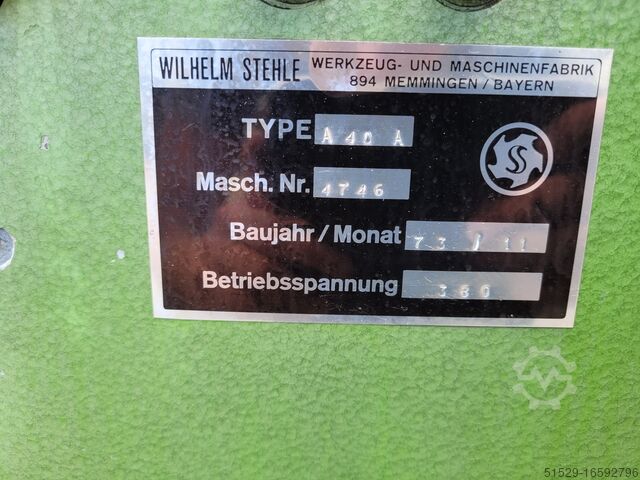 WILHELM STEHLE WERKZEUG- UND MASCHINENFABRIK
894 MEMMINGEN / BAYERN
TYPE A 40 A
Masch. Nr. 4746
Baujahr / Monat 73 / 11
Betriebsspannung 380
51529-16592796